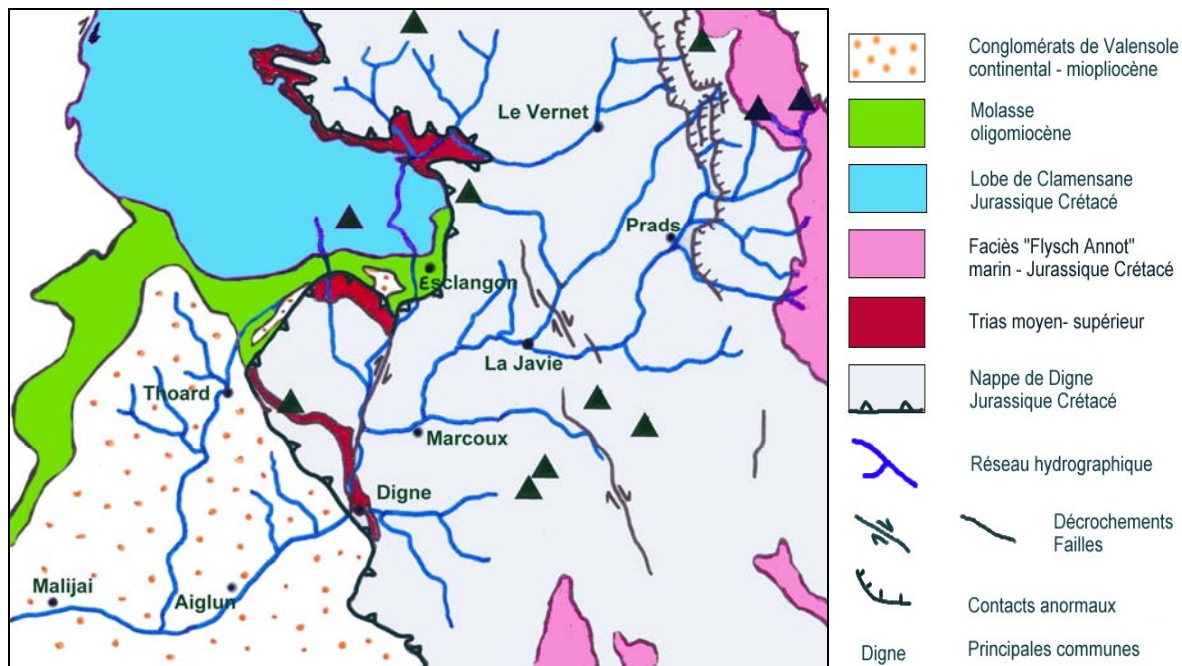 Le Vernet
Prads
Esclangon
La Javie
Thoard
Marcoux
Digne
Malijai
Aiglun
Conglomérats de Valensole
continental - miopliocène
Molasse
oligomiocène
Lobe de Clamensane
Jurassique Crétacé
Faciès "Flysch Annot"
marin - Jurassique Crétacé
Trias moyen- supérieur
Nappe de Digne
Jurassique Crétacé
Réseau hydrographique
Décrochements
Failles
Contacts anormaux
Digne
Principales communes